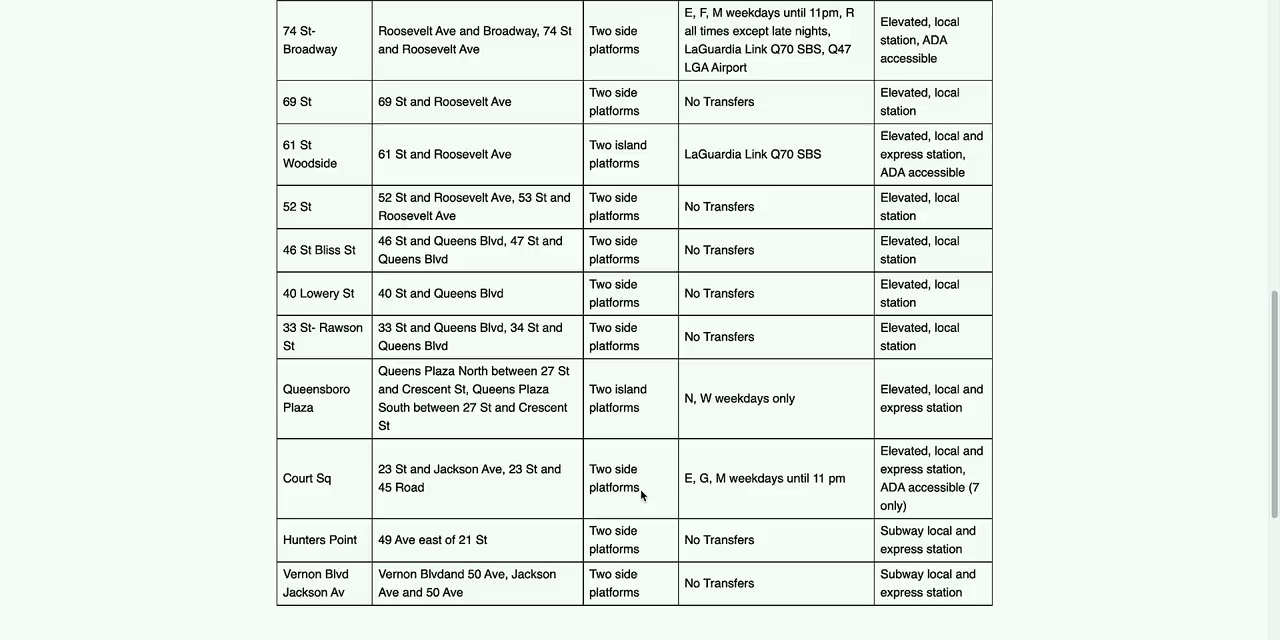 74 St-
Broadway
Roosevelt Ave and Broadway, 74 St
and Roosevelt Ave
Two side
platforms
E, F, M weekdays until 11pm, R
all times except late nights,
LaGuardia Link Q70 SBS, Q47
LGA Airport
Elevated, local
station, ADA
accessible
69 St
69 St and Roosevelt Ave
Two side
platforms
No Transfers
Elevated, local
station
61 St
Woodside
61 St and Roosevelt Ave
Two island
platforms
LaGuardia Link Q70 SBS
Elevated, local and
express station,
ADA accessible
52 St
52 St and Roosevelt Ave, 53 St and
Roosevelt Ave
Two side
platforms
No Transfers
Elevated, local
station
46 St Bliss St
46 St and Queens Blvd, 47 St and
Queens Blvd
Two side
platforms
No Transfers
Elevated, local
station
40 Lowery St
40 St and Queens Blvd
Two side
platforms
No Transfers
Elevated, local
station
33 St- Rawson
St
33 St and Queens Blvd, 34 St and
Queens Blvd
Two side
platforms
No Transfers
Elevated, local
station
Queensboro
Plaza
Queens Plaza North between 27 St
and Crescent St, Queens Plaza
South between 27 St and Crescent
St
Two island
platforms
N, W weekdays only
Elevated, local and
express station
Court Sq
23 St and Jackson Ave, 23 St and
45 Road
Two side
platforms
E, G, M weekdays until 11 pm
Elevated, local and
express station,
ADA accessible (7
only)
Hunters Point
49 Ave east of 21 St
Two side
platforms
No Transfers
Subway local and
express station
Vernon Blvd
Jackson Av
Vernon Blvdand 50 Ave, Jackson
Ave and 50 Ave
Two side
platforms
No Transfers
Subway local and
express station